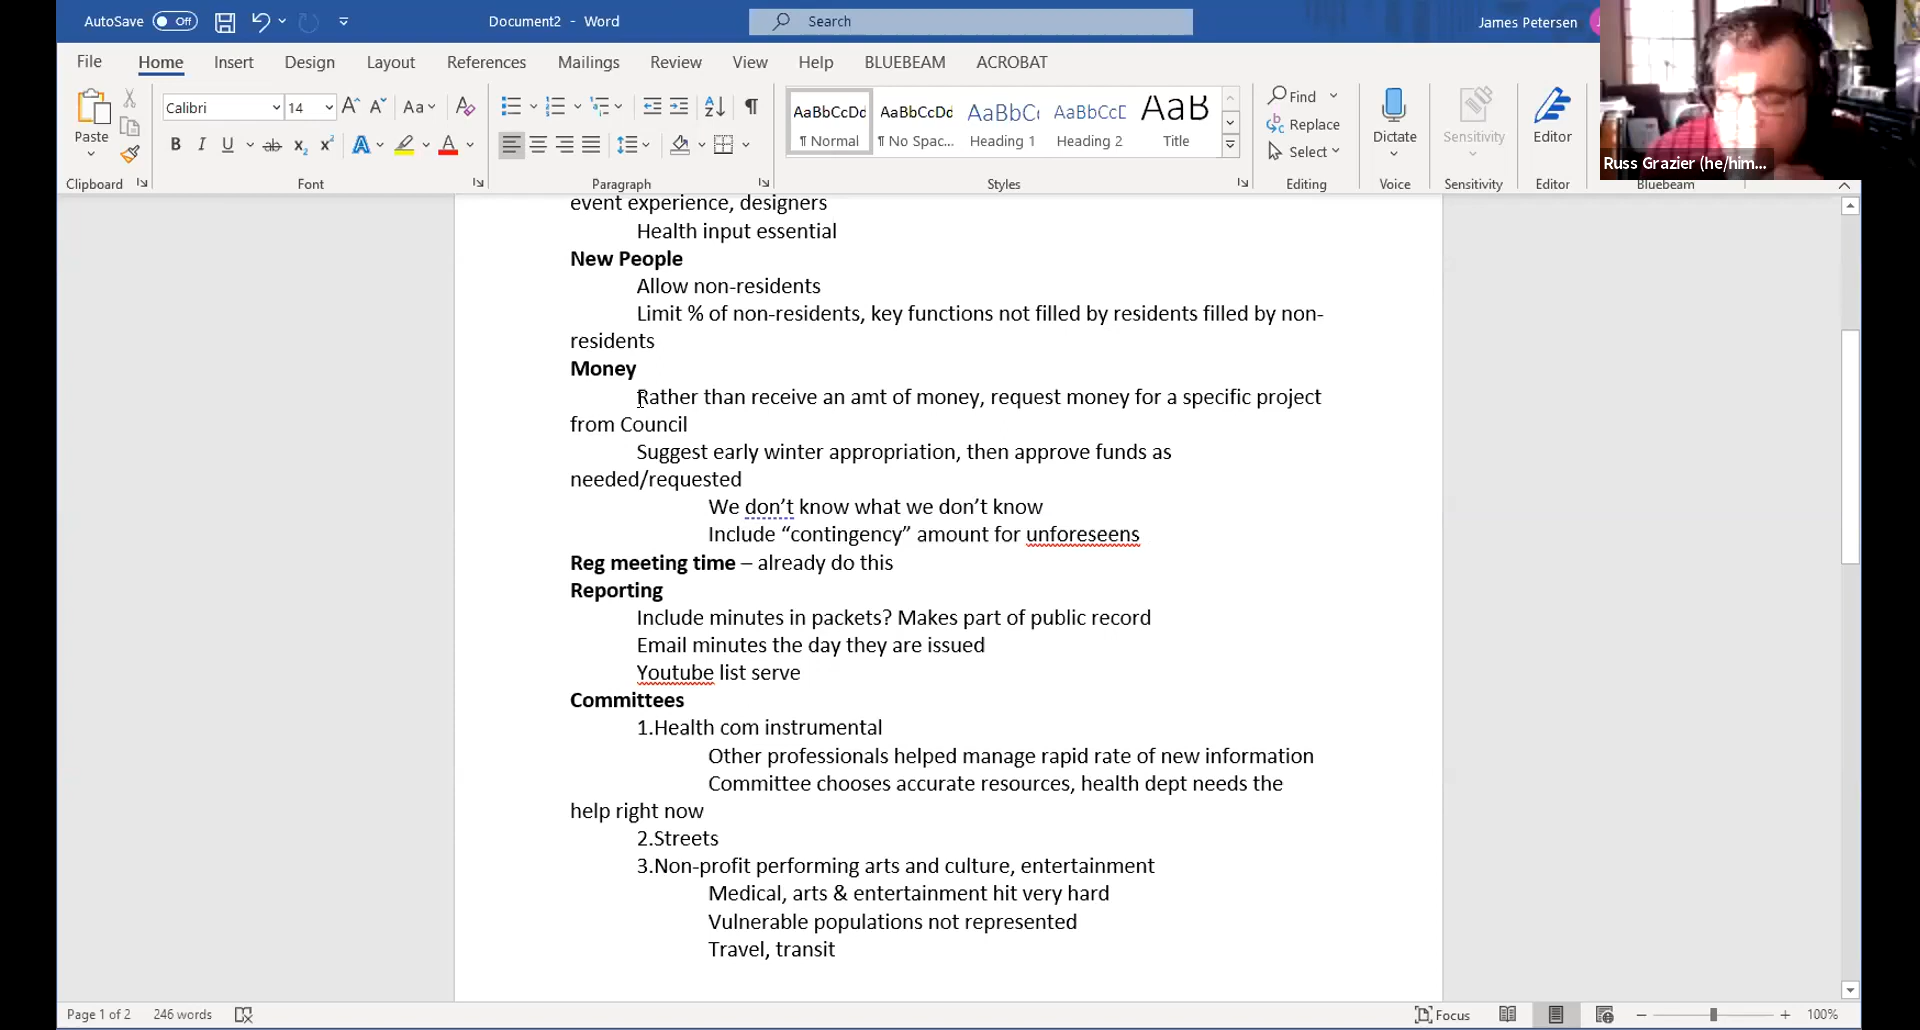 AutoSave Off Document2 - Word Search James Petersen
File Home Insert Design Layout References Mailings Review View Help BLUEBEAM ACROBAT
Calibri 14 Aa AaBbCcDd AaBbCcDd AaBbC AaBbCcD AaB Find
Paste ¶ Normal ¶ No Spac... Heading 1 Heading 2 Title Replace Dictate Sensitivity Editor
B I U ab x₂ x² A A Select
Clipboard Font Paragraph Styles Editing Voice Sensitivity Editor Bluebeam
Russ Grazier (he/him...
event experience, designers
Health input essential
New People
Allow non-residents
Limit % of non-residents, key functions not filled by residents filled by non-
residents
Money
Rather than receive an amt of money, request money for a specific project
from Council
Suggest early winter appropriation, then approve funds as
needed/requested
We don’t know what we don’t know
Include “contingency” amount for unforeseens
Reg meeting time – already do this
Reporting
Include minutes in packets? Makes part of public record
Email minutes the day they are issued
Youtube list serve
Committees
1.Health com instrumental
Other professionals helped manage rapid rate of new information
Committee chooses accurate resources, health dept needs the
help right now
2.Streets
3.Non-profit performing arts and culture, entertainment
Medical, arts & entertainment hit very hard
Vulnerable populations not represented
Travel, transit
Page 1 of 2 246 words Focus 100%